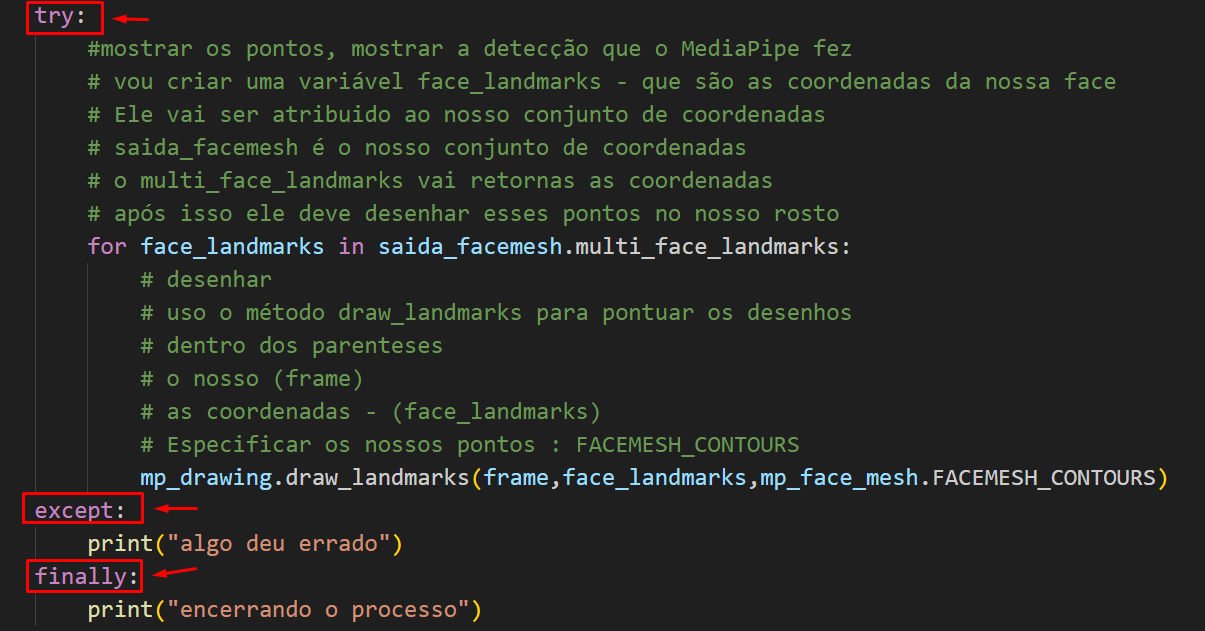 try:
#mostrar os pontos, mostrar a detecção que o MediaPipe fez
# vou criar uma variável face_landmarks - que são as coordenadas da nossa face
# Ele vai ser atribuido ao nosso conjunto de coordenadas
# saida_facemesh é o nosso conjunto de coordenadas
# o multi_face_landmarks vai retornas as coordenadas
# após isso ele deve desenhar esses pontos no nosso rosto
for face_landmarks in saida_facemesh.multi_face_landmarks:
# desenhar
# uso o método draw_landmarks para pontuar os desenhos
# dentro dos parenteses
# o nosso (frame)
# as coordenadas - (face_landmarks)
# Especificar os nossos pontos : FACEMESH_CONTOURS
mp_drawing.draw_landmarks(frame,face_landmarks,mp_face_mesh.FACEMESH_CONTOURS)
except:
print("algo deu errado")
finally:
print("encerrando o processo")